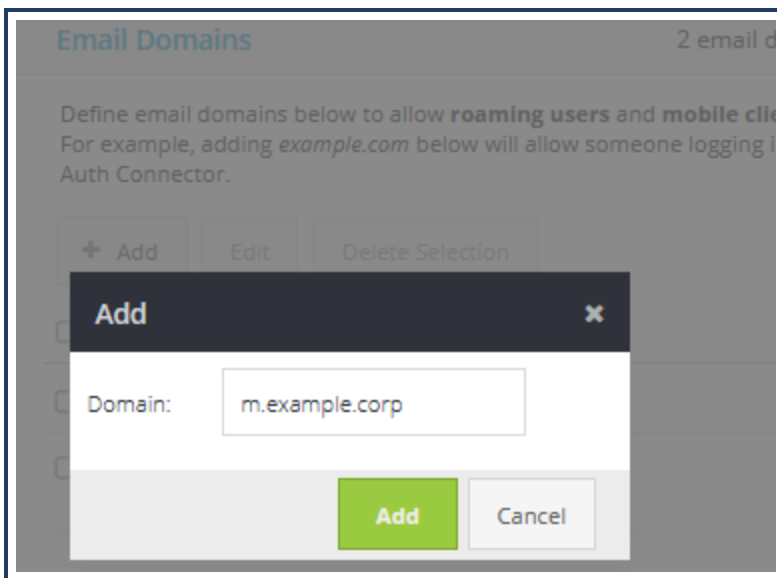 Email Domains
2 email d
Define email domains below to allow roaming users and mobile clie
For example, adding example.com below will allow someone logging i
Auth Connector.
+ Add
Edit
Delete Selection
Add
Domain:
m.example.corp
Add
Cancel